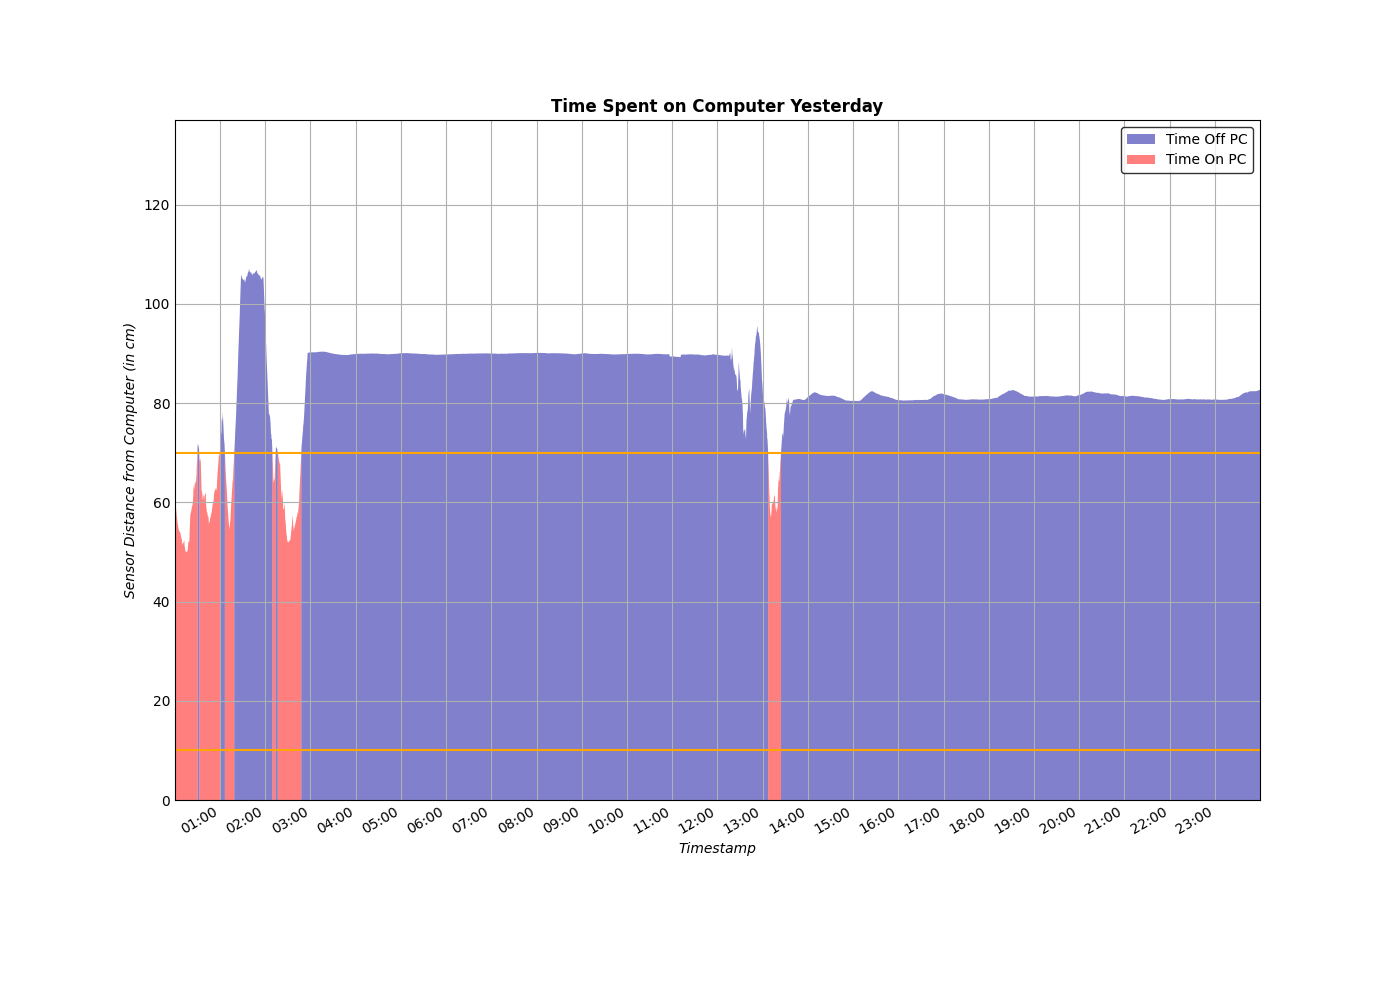 Time Spent on Computer Yesterday
Time Off PC
Time On PC
120
100
80
60
40
20
0
Sensor Distance from Computer (in cm)
01:00 02:00 03:00 04:00 05:00 06:00 07:00 08:00 09:00 10:00 11:00 12:00 13:00 14:00 15:00 16:00 17:00 18:00 19:00 20:00 21:00 22:00 23:00
Timestamp